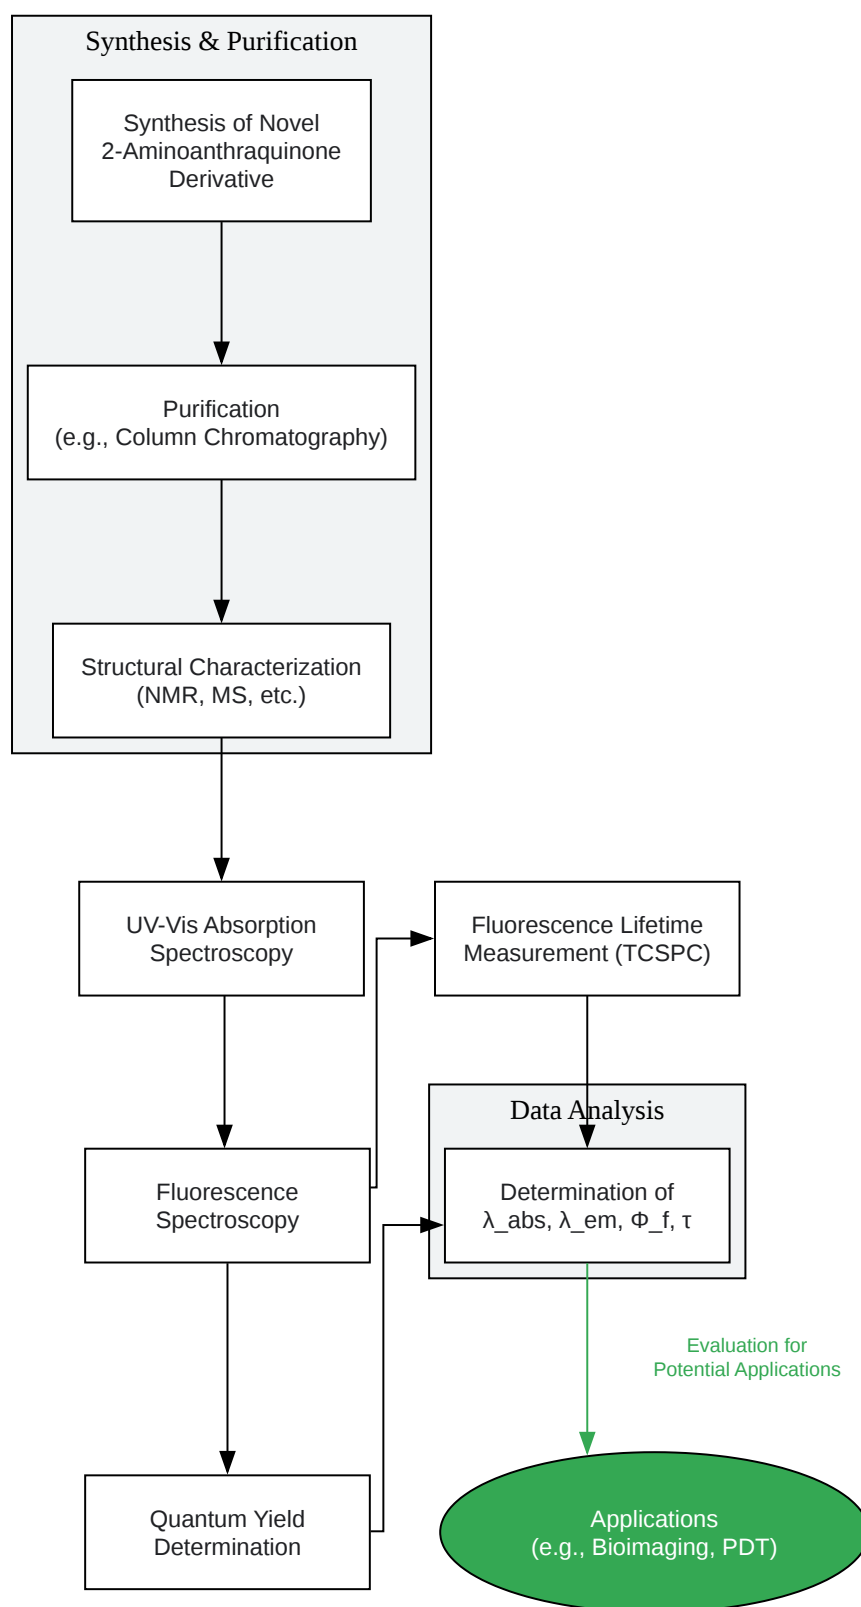 Synthesis & Purification
Synthesis of Novel
2-Aminoanthraquinone
Derivative
Purification
(e.g., Column Chromatography)
Structural Characterization
(NMR, MS, etc.)
UV-Vis Absorption
Spectroscopy
Fluorescence Lifetime
Measurement (TCSPC)
Data Analysis
Fluorescence
Spectroscopy
Determination of
λ_abs, λ_em, Φ_f, τ
Evaluation for
Potential Applications
Quantum Yield
Determination
Applications
(e.g., Bioimaging, PDT)